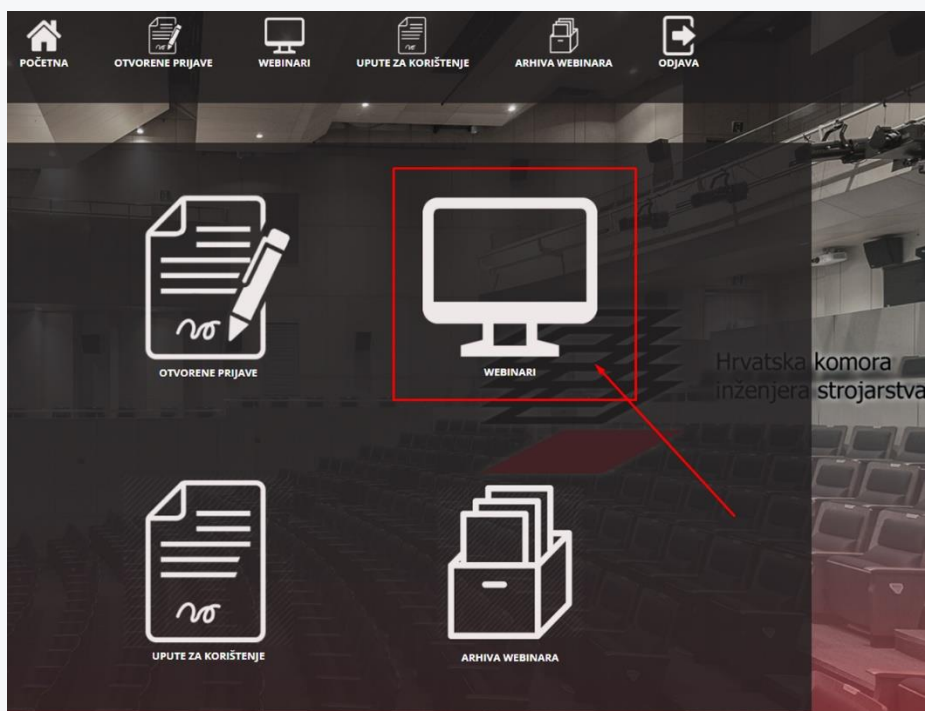 POČETNA
OTVORENE PRIJAVE
WEBINARI
UPUTE ZA KORIŠTENJE
ARHIVA WEBINARA
ODJAVA
OTVORENE PRIJAVE
WEBINARI
Hrvatska komora
inženjera strojarstva
UPUTE ZA KORIŠTENJE
ARHIVA WEBINARA